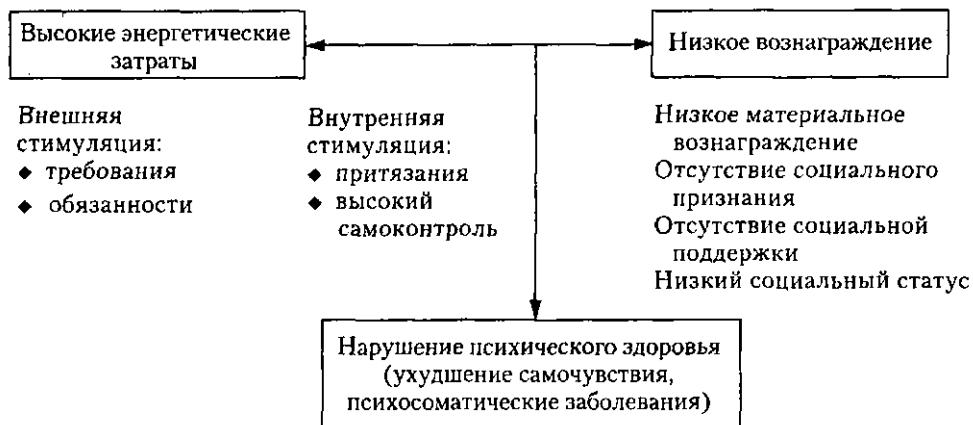 Высокие энергетические
затраты
Низкое вознаграждение
Внешняя
стимуляция:
♦ требования
♦ обязанности
Внутренняя
стимуляция:
♦ притязания
♦ высокий
самоконтроль
Низкое материальное
вознаграждение
Отсутствие социального
признания
Отсутствие социальной
поддержки
Низкий социальный статус
Нарушение психического здоровья
(ухудшение самочувствия,
психосоматические заболевания)